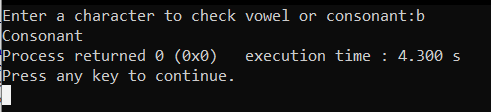 Enter a character to check vowel or consonant:b
Consonant
Process returned 0 (0x0)   execution time : 4.300 s
Press any key to continue.